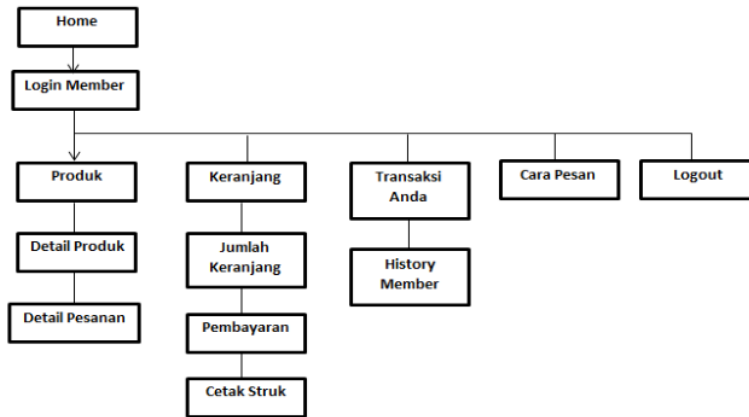 Home
Login Member
Produk
Keranjang
Transaksi
Anda
Cara Pesan
Logout
Detail Produk
Jumlah
Keranjang
History
Member
Detail Pesanan
Pembayaran
Cetak Struk